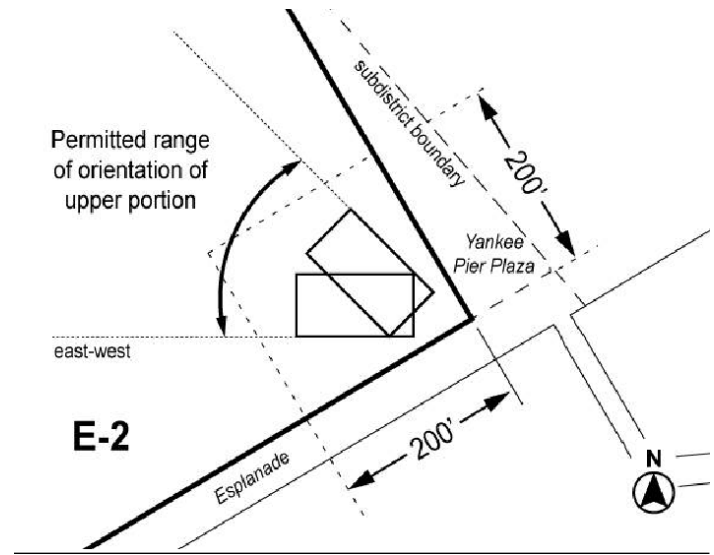 subdistrict boundary
Permitted range
of orientation of
upper portion
200'
Yankee
Pier Plaza
east-west
E-2
200'
Esplanade
N